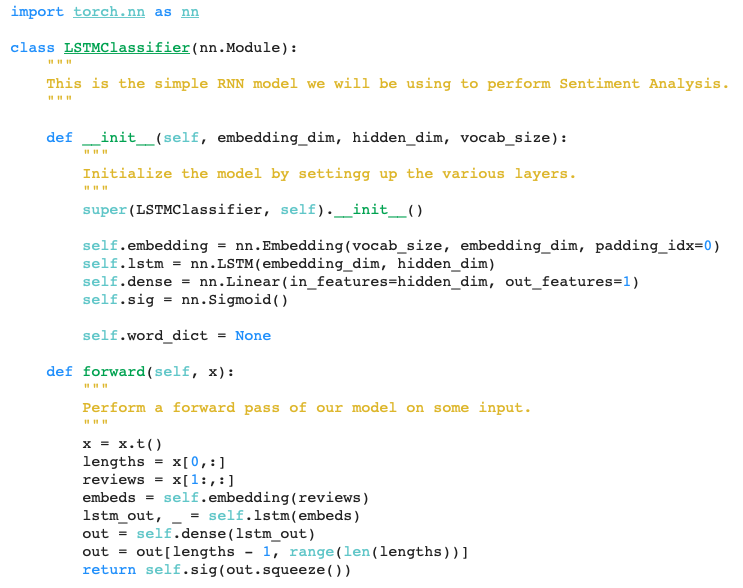 import torch.nn as nn

class LSTMClassifier(nn.Module):
    """
    This is the simple RNN model we will be using to perform Sentiment Analysis.
    """

    def __init__(self, embedding_dim, hidden_dim, vocab_size):
        """
        Initialize the model by settingg up the various layers.
        """
        super(LSTMClassifier, self).__init__()

        self.embedding = nn.Embedding(vocab_size, embedding_dim, padding_idx=0)
        self.lstm = nn.LSTM(embedding_dim, hidden_dim)
        self.dense = nn.Linear(in_features=hidden_dim, out_features=1)
        self.sig = nn.Sigmoid()

        self.word_dict = None

    def forward(self, x):
        """
        Perform a forward pass of our model on some input.
        """
        x = x.t()
        lengths = x[0,:]
        reviews = x[1:,:]
        embeds = self.embedding(reviews)
        lstm_out, _ = self.lstm(embeds)
        out = self.dense(lstm_out)
        out = out[lengths - 1, range(len(lengths))]
        return self.sig(out.squeeze())